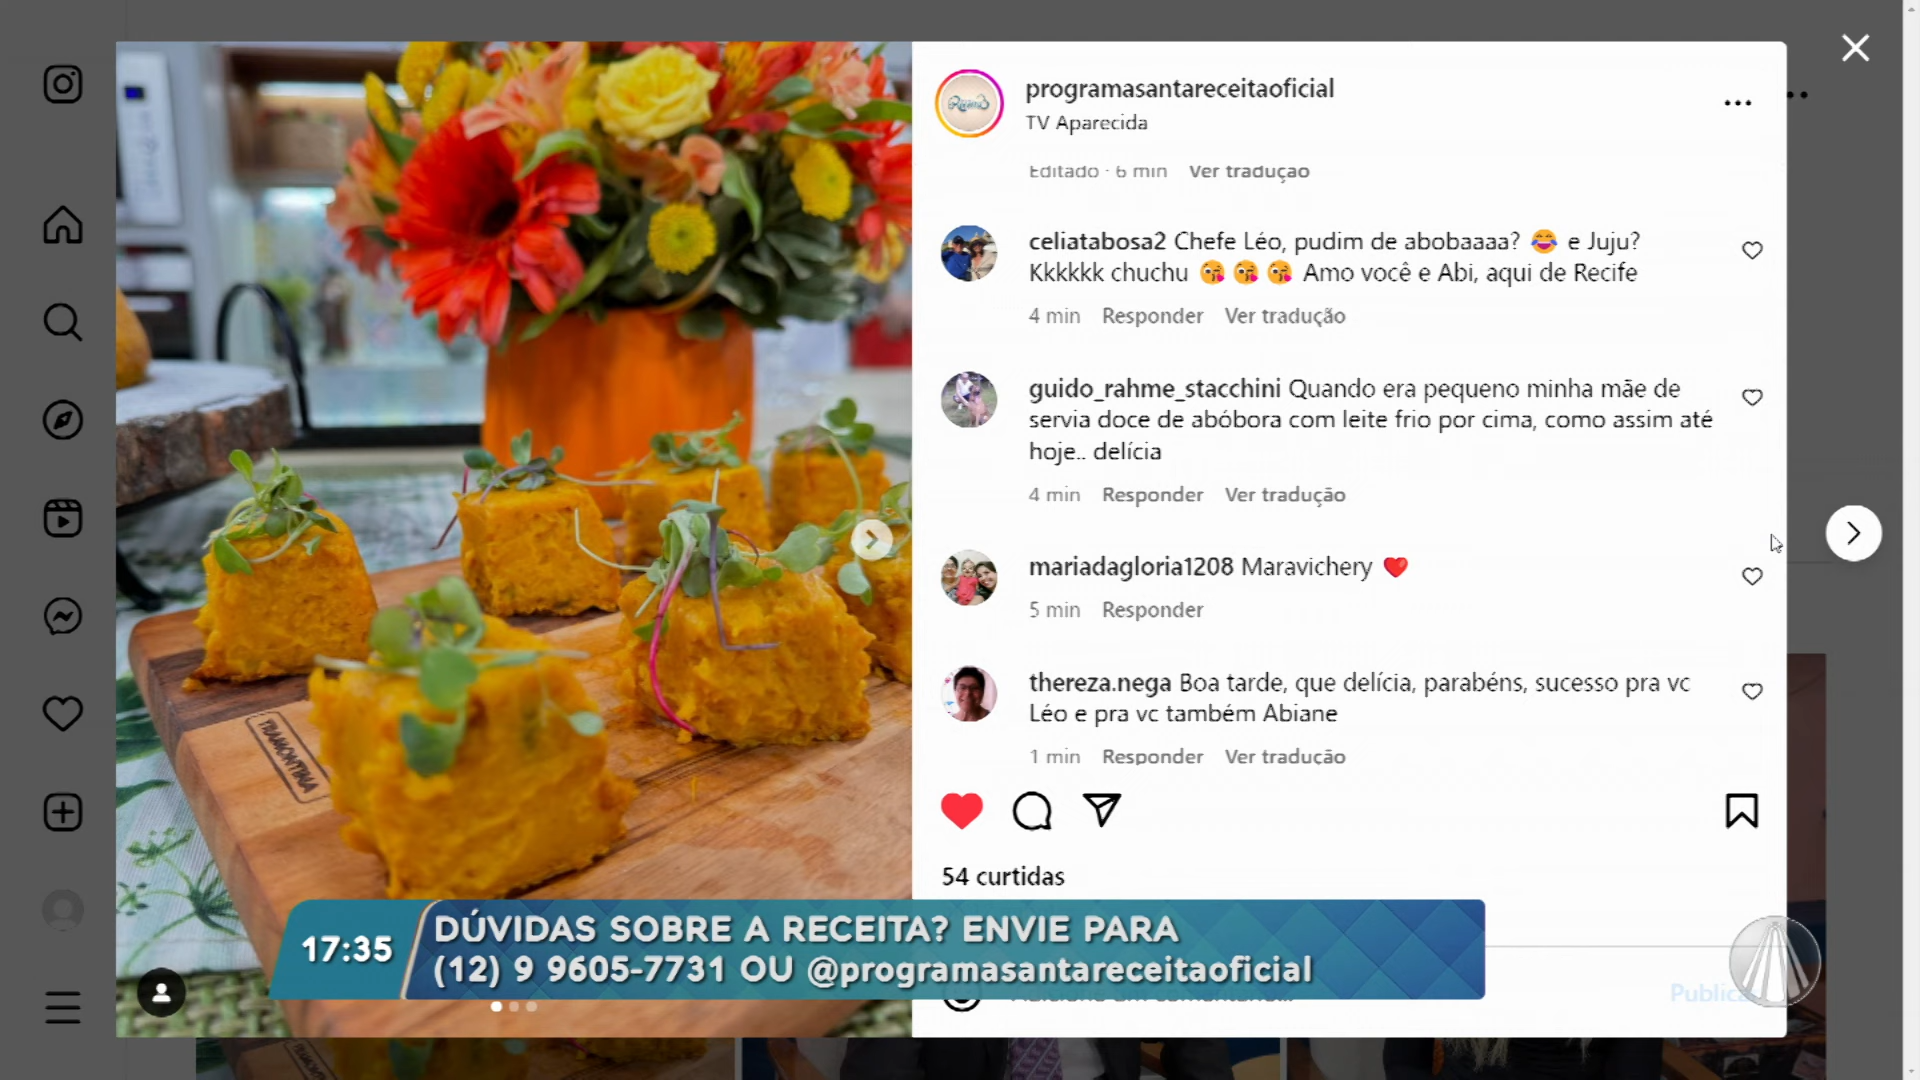 programasantareceitaoficial
TV Aparecida
Editado · 6 min Ver tradução
celiatabosa2 Chefe Léo, pudim de abobaaaa? 😂 e Juju?
Kkkkkk chuchu 😘 😘 😘 Amo você e Abi, aqui de Recife
4 min Responder Ver tradução
guido_rahme_stacchini Quando era pequeno minha mãe de
servia doce de abóbora com leite frio por cima, como assim até
hoje.. delícia
4 min Responder Ver tradução
mariadagloria1208 Maravichery ❤️
5 min Responder
thereza.nega Boa tarde, que delícia, parabéns, sucesso pra vc
Léo e pra vc também Abiane
1 min Responder Ver tradução
54 curtidas
TRAMONTINA
17:35
DÚVIDAS SOBRE A RECEITA? ENVIE PARA
(12) 9 9605-7731 OU @programasantareceitaoficial